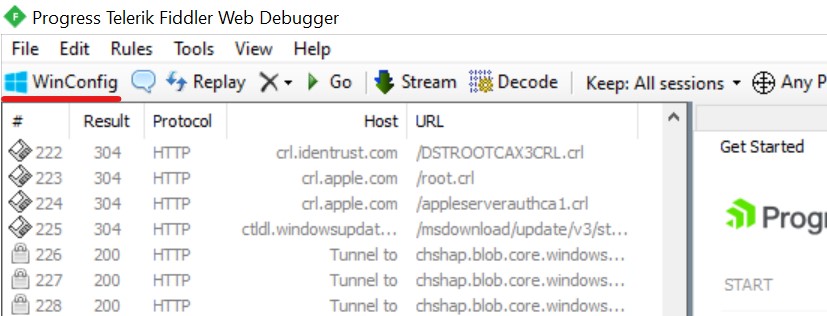 Progress Telerik Fiddler Web Debugger
File Edit Rules Tools View Help
WinConfig Replay Go Stream Decode Keep: All sessions Any P
# Result Protocol Host URL
222 304 HTTP crl.identrust.com /DSTROOTCAX3CRL.crl
223 304 HTTP crl.apple.com /root.crl
224 304 HTTP crl.apple.com /appleserverauthca1.crl
225 304 HTTP ctldl.windowsupdat... /msdownload/update/v3/st...
226 200 HTTP Tunnel to chshap.blob.core.windows...
227 200 HTTP Tunnel to chshap.blob.core.windows...
228 200 HTTP Tunnel to chshap.blob.core.windows...
Get Started
Progr
START